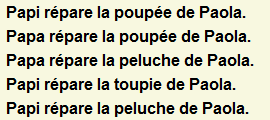 Papi répare la poupée de Paola.
Papa répare la poupée de Paola.
Papa répare la peluche de Paola.
Papi répare la toupie de Paola.
Papi répare la peluche de Paola.